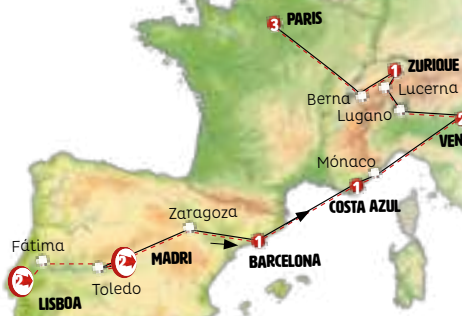 3 PARIS
1 ZURIQUE
Berna
Lucerna
Lugano
VEN
Mónaco
1
COSTA AZUL
Zaragoza
1
BARCELONA
Fátima
2
MADRI
2
Toledo
LISBOA